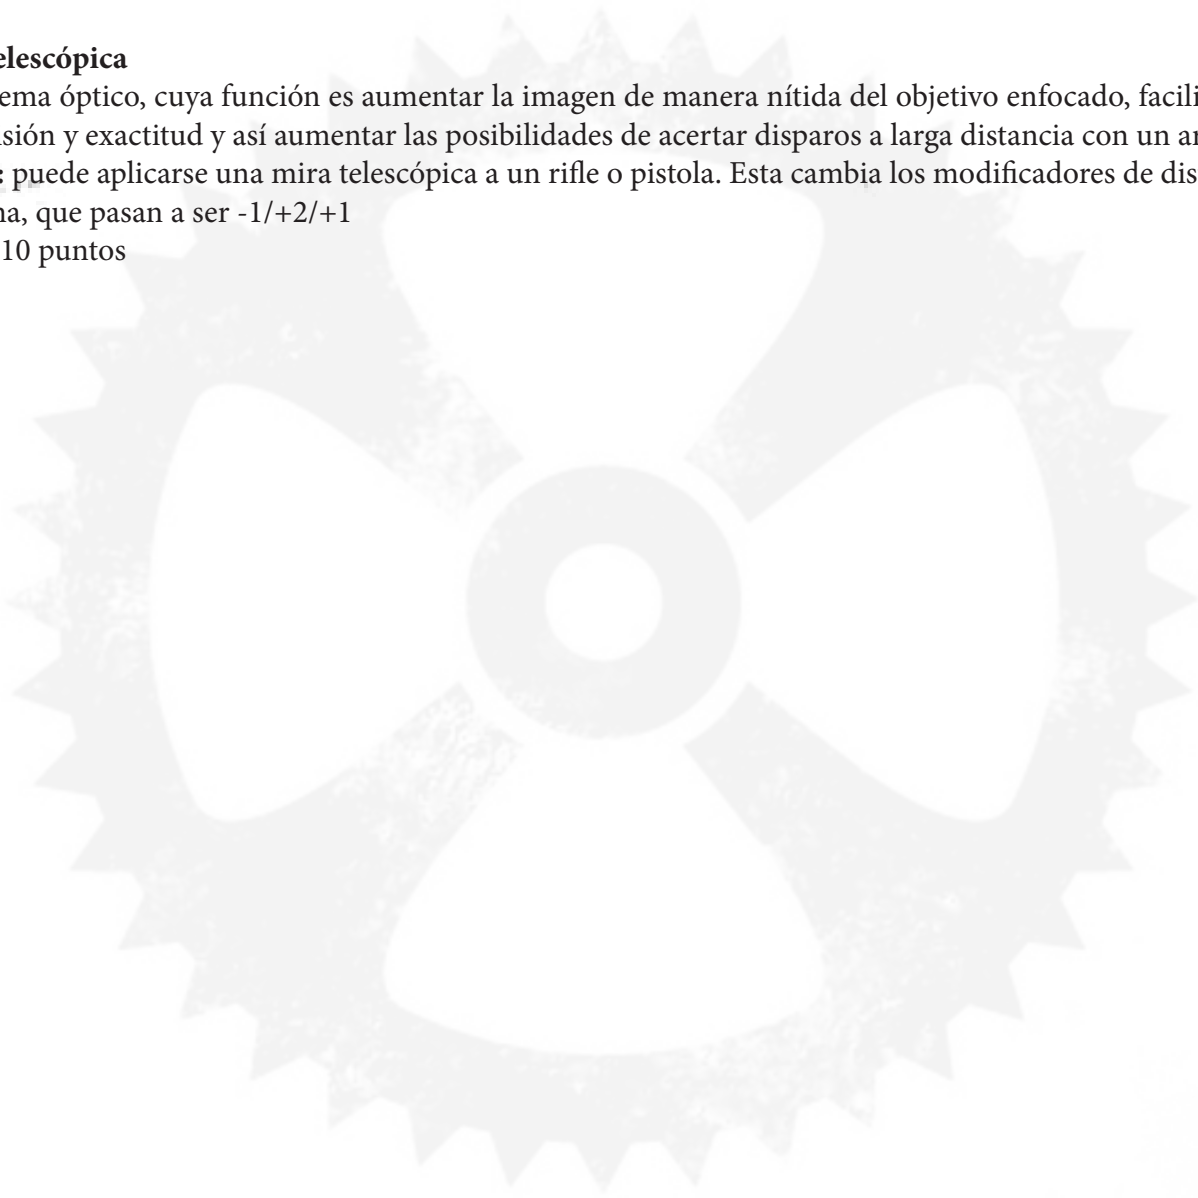 elescópica
ema óptico, cuya función es aumentar la imagen de manera nítida del objetivo enfocado, facili
sión y exactitud y así aumentar las posibilidades de acertar disparos a larga distancia con un ar
: puede aplicarse una mira telescópica a un rifle o pistola. Esta cambia los modificadores de dis
na, que pasan a ser -1/+2/+1
10 puntos